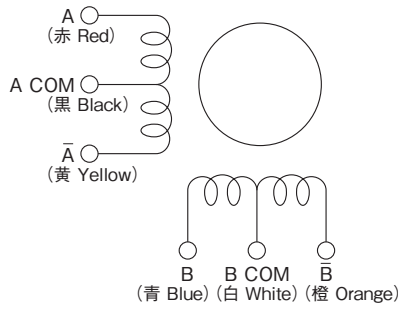 A
(赤 Red)
A COM
(黒 Black)
A̅
(黄 Yellow)
B B COM B̅
(青 Blue) (白 White) (橙 Orange)